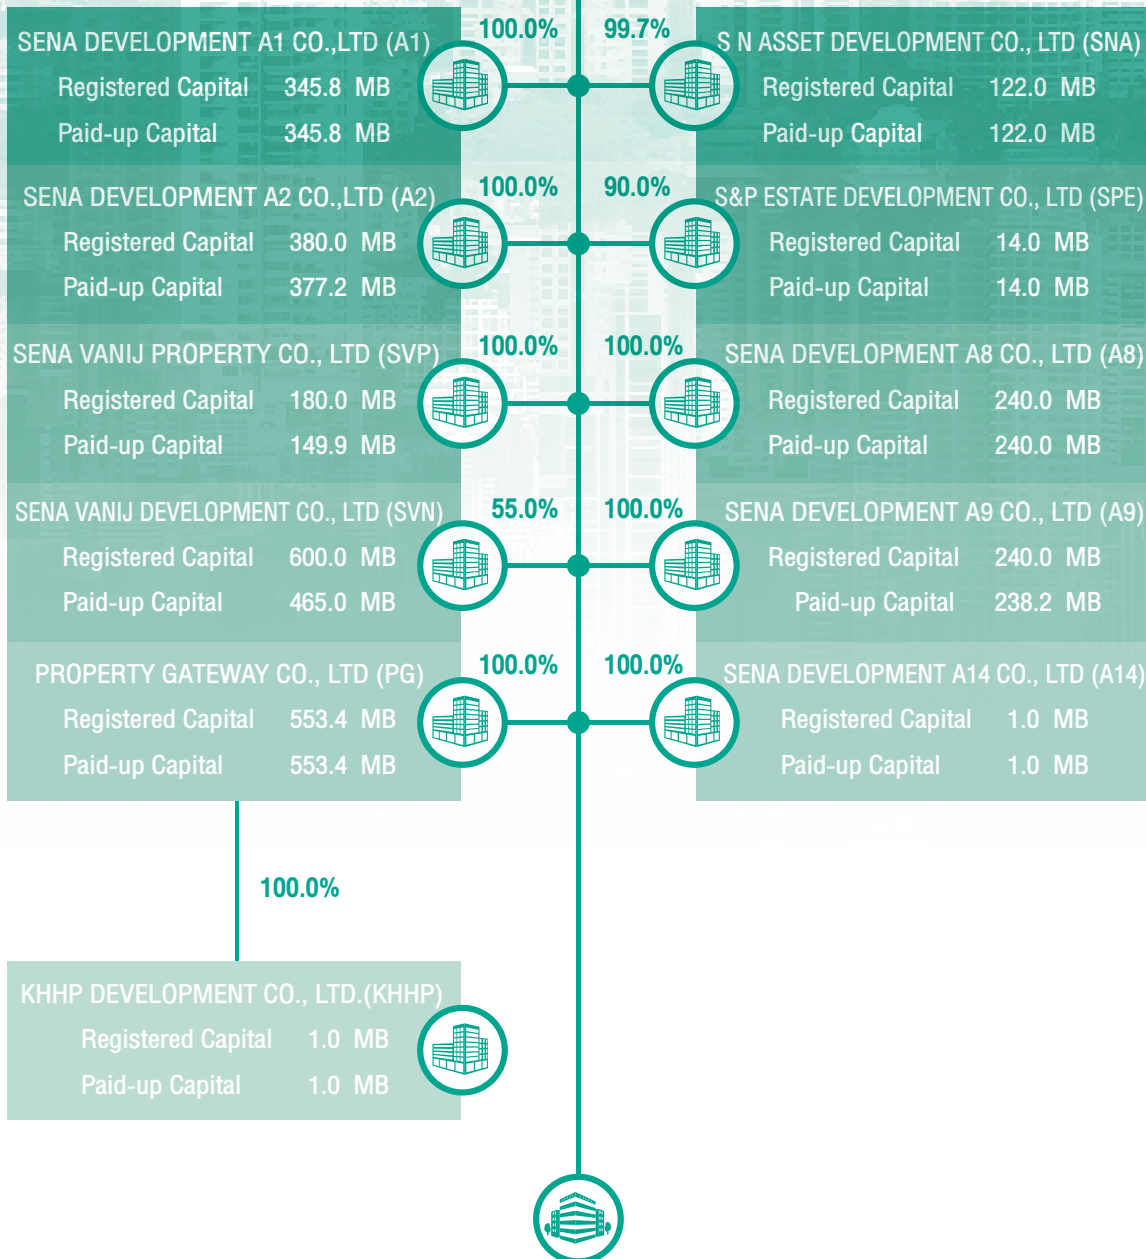 SENA DEVELOPMENT A1 CO.,LTD (A1)
Registered Capital 345.8 MB
Paid-up Capital 345.8 MB
100.0%
99.7%
S N ASSET DEVELOPMENT CO., LTD (SNA)
Registered Capital 122.0 MB
Paid-up Capital 122.0 MB
SENA DEVELOPMENT A2 CO.,LTD (A2)
Registered Capital 380.0 MB
Paid-up Capital 377.2 MB
100.0%
90.0%
S&P ESTATE DEVELOPMENT CO., LTD (SPE)
Registered Capital 14.0 MB
Paid-up Capital 14.0 MB
SENA VANIJ PROPERTY CO., LTD (SVP)
Registered Capital 180.0 MB
Paid-up Capital 149.9 MB
100.0%
100.0%
SENA DEVELOPMENT A8 CO., LTD (A8)
Registered Capital 240.0 MB
Paid-up Capital 240.0 MB
SENA VANIJ DEVELOPMENT CO., LTD (SVN)
Registered Capital 600.0 MB
Paid-up Capital 465.0 MB
55.0%
100.0%
SENA DEVELOPMENT A9 CO., LTD (A9)
Registered Capital 240.0 MB
Paid-up Capital 238.2 MB
PROPERTY GATEWAY CO., LTD (PG)
Registered Capital 553.4 MB
Paid-up Capital 553.4 MB
100.0%
100.0%
SENA DEVELOPMENT A14 CO., LTD (A14)
Registered Capital 1.0 MB
Paid-up Capital 1.0 MB
100.0%
KHHP DEVELOPMENT CO., LTD.(KHHP)
Registered Capital 1.0 MB
Paid-up Capital 1.0 MB